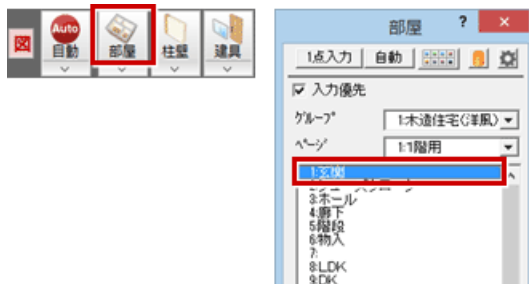 Auto
自動
部屋
柱壁
建具
部屋
?
×
1点入力
自動
入力優先
グループ
1:木造住宅(洋風)
ページ
1:1階用
1:玄関
3:ホール
4:廊下
5:階段
6:物入
7:
8:LDK
9:DK